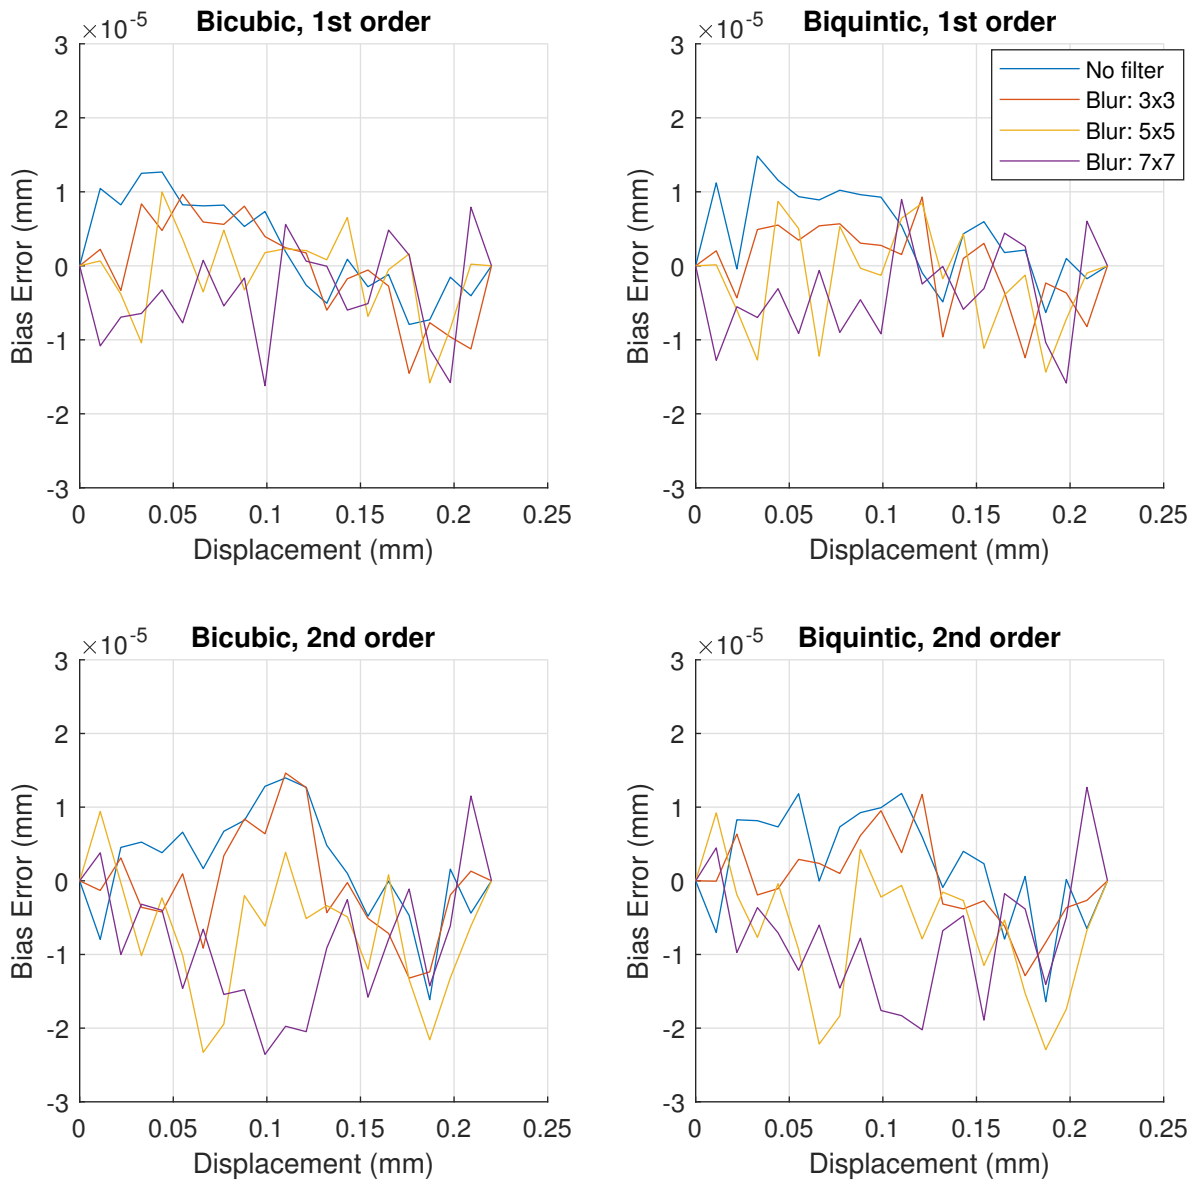 Bicubic, 1st order
×10-5
3
2
1
0
-1
-2
-3
0 0.05 0.1 0.15 0.2 0.25
Bias Error (mm)
Displacement (mm)
Biquintic, 1st order
×10-5
3
2
1
0
-1
-2
-3
0 0.05 0.1 0.15 0.2 0.25
Bias Error (mm)
Displacement (mm)
No filter
Blur: 3x3
Blur: 5x5
Blur: 7x7
Bicubic, 2nd order
×10-5
3
2
1
0
-1
-2
-3
0 0.05 0.1 0.15 0.2 0.25
Bias Error (mm)
Displacement (mm)
Biquintic, 2nd order
×10-5
3
2
1
0
-1
-2
-3
0 0.05 0.1 0.15 0.2 0.25
Bias Error (mm)
Displacement (mm)